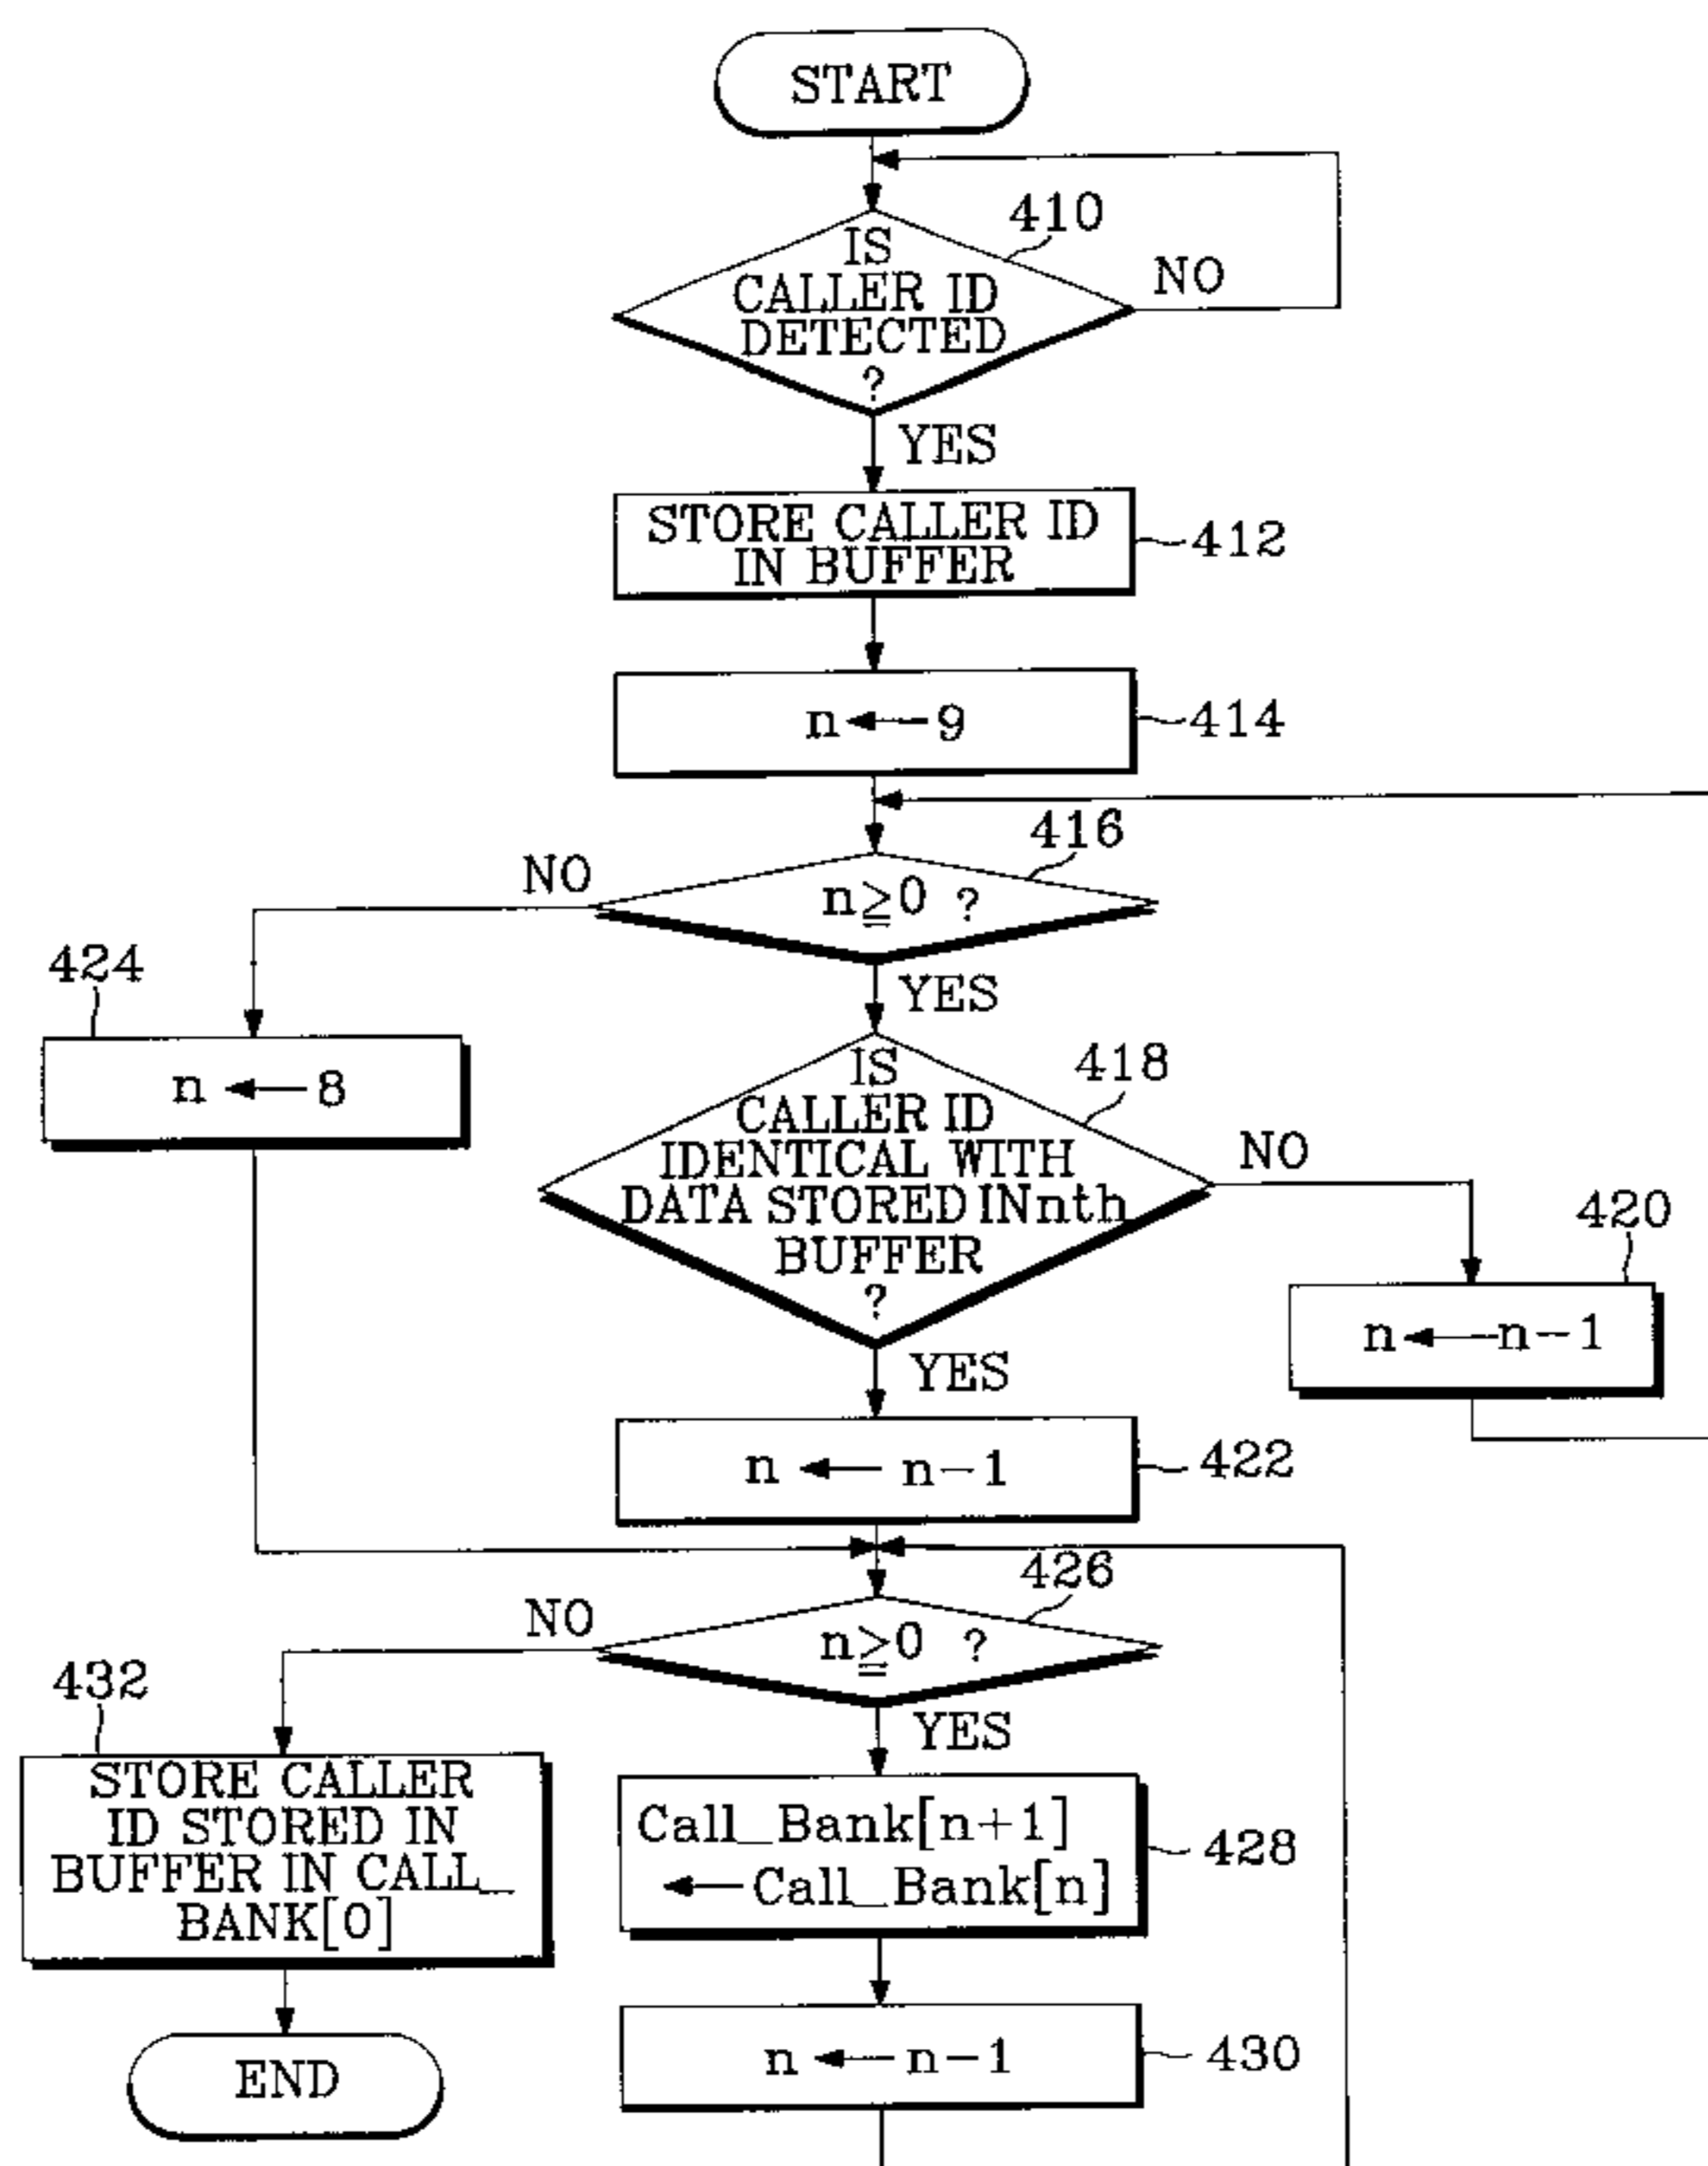 START
410
IS
CALLER ID
DETECTED
?
NO
YES
STORE CALLER ID
IN BUFFER
412
n ← 9
414
416
n≧0 ?
NO
YES
424
n ← 8
418
IS
CALLER ID
IDENTICAL WITH
DATA STORED INnth
BUFFER
?
NO
420
n ← n-1
YES
n ← n-1
422
426
n≧0 ?
NO
YES
432
STORE CALLER
ID STORED IN
BUFFER IN CALL_
BANK[0]
Call_Bank[n+1]
← Call_Bank[n]
428
n ← n-1
430
END